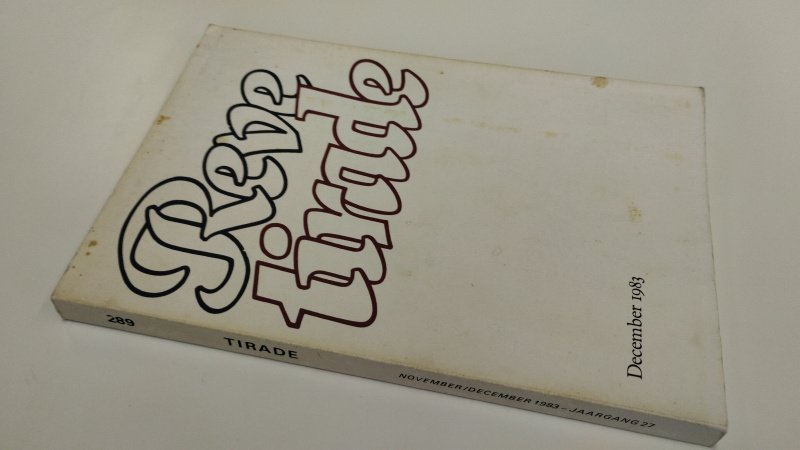 Reve
tirade
December 1983
289
TIRADE
NOVEMBER/DECEMBER 1983 – JAARGANG 27